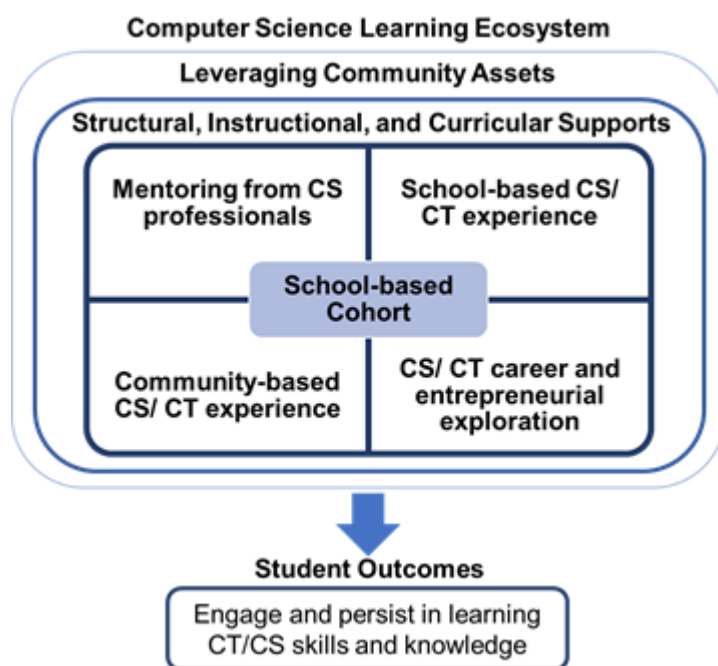 Computer Science Learning Ecosystem
Leveraging Community Assets
Structural, Instructional, and Curricular Supports
Mentoring from CS
professionals
School-based CS/
CT experience
School-based
Cohort
Community-based
CS/ CT experience
CS/ CT career and
entrepreneurial
exploration
Student Outcomes
Engage and persist in learning
CT/CS skills and knowledge